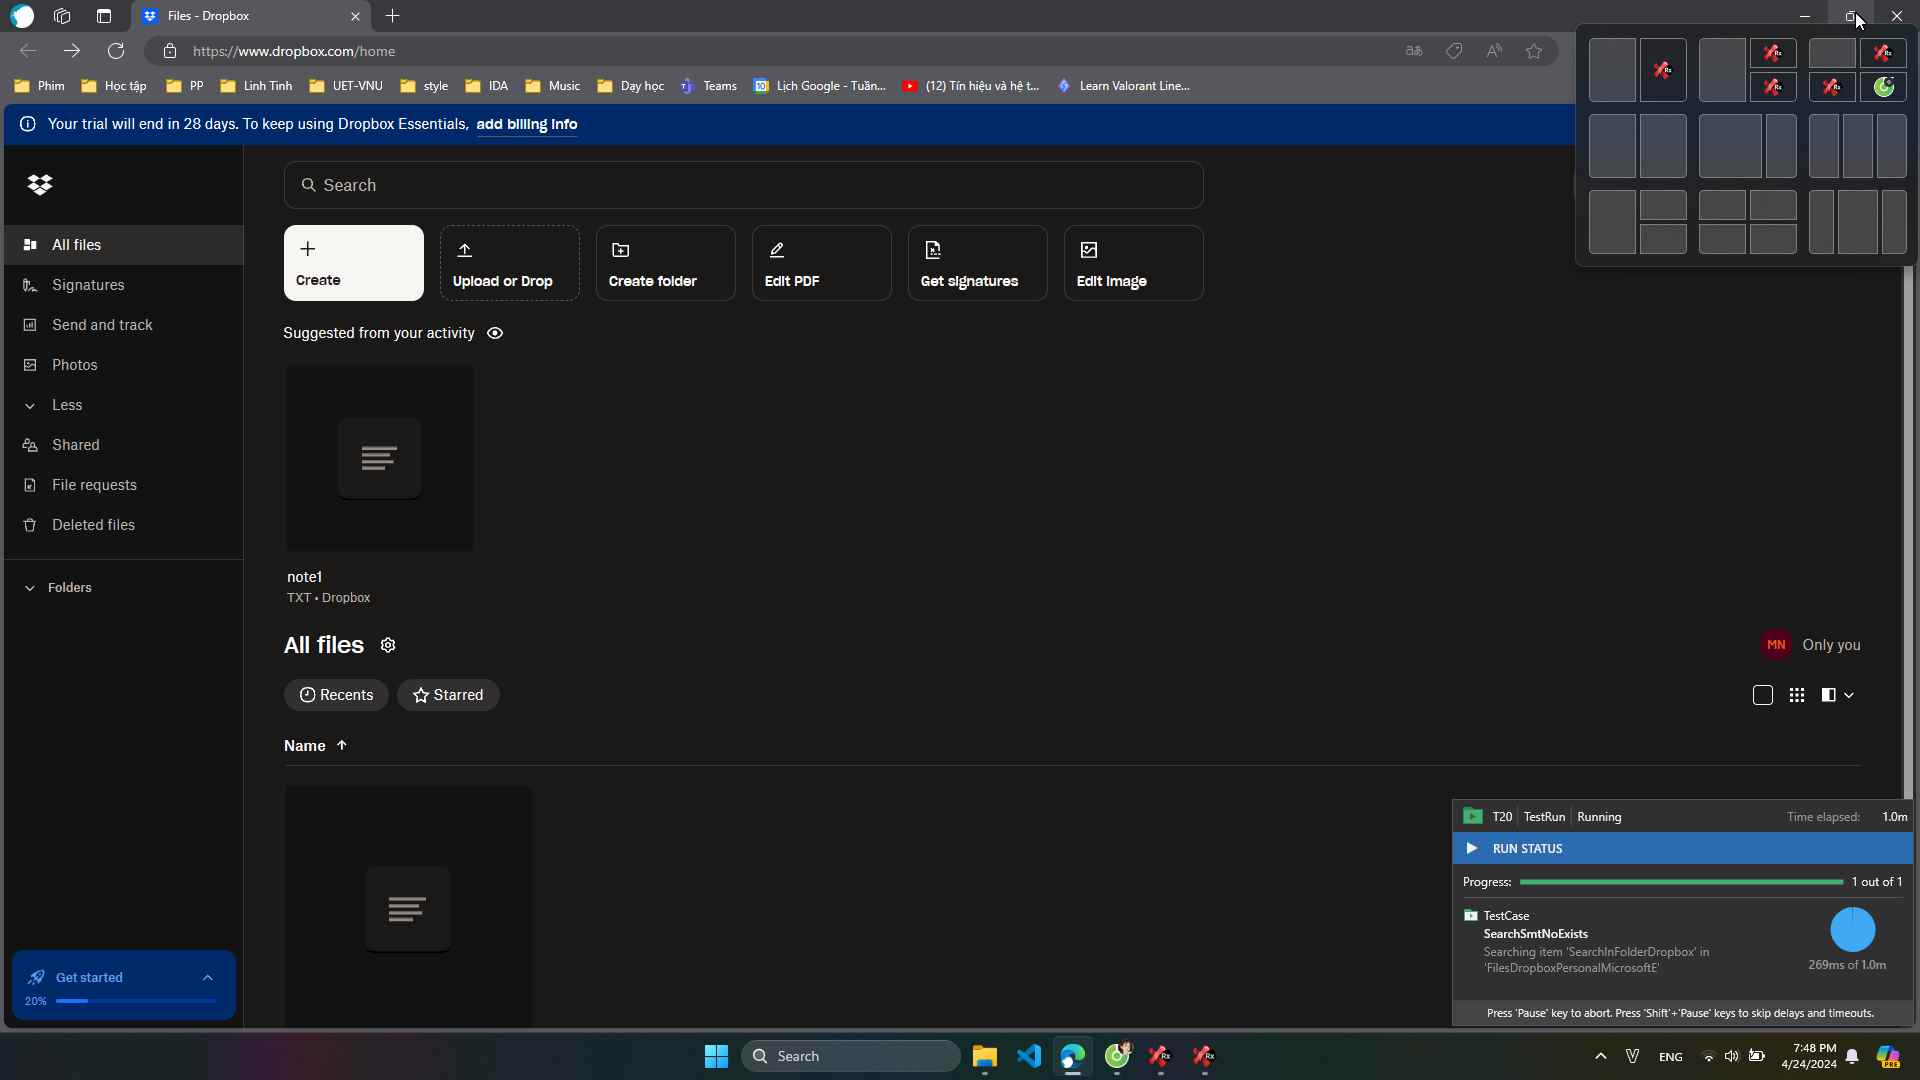 Files - Dropbox
https://www.dropbox.com/home
Phim
Học tập
PP
Linh Tinh
UET-VNU
style
IDA
Music
Dạy học
Teams
Lịch Google - Tuần...
(12) Tín hiệu và hệ t...
Learn Valorant Line...
Your trial will end in 28 days. To keep using Dropbox Essentials, add billing info
Search
All files
Signatures
Send and track
Photos
Less
Shared
File requests
Deleted files
Folders
Create
Upload or Drop
Create folder
Edit PDF
Get signatures
Edit image
Suggested from your activity
note1
TXT • Dropbox
All files
MN Only you
Recents
Starred
Name
Get started
20%
T20 TestRun Running Time elapsed: 1.0m
RUN STATUS
Progress: 1 out of 1
TestCase
SearchSmtNoExists
Searching item 'SearchInFolderDropbox' in
'FilesDropboxPersonalMicrosoftE'
269ms of 1.0m
Press 'Pause' key to abort. Press 'Shift'+'Pause' keys to skip delays and timeouts.
Search
ENG
7:48 PM
4/24/2024